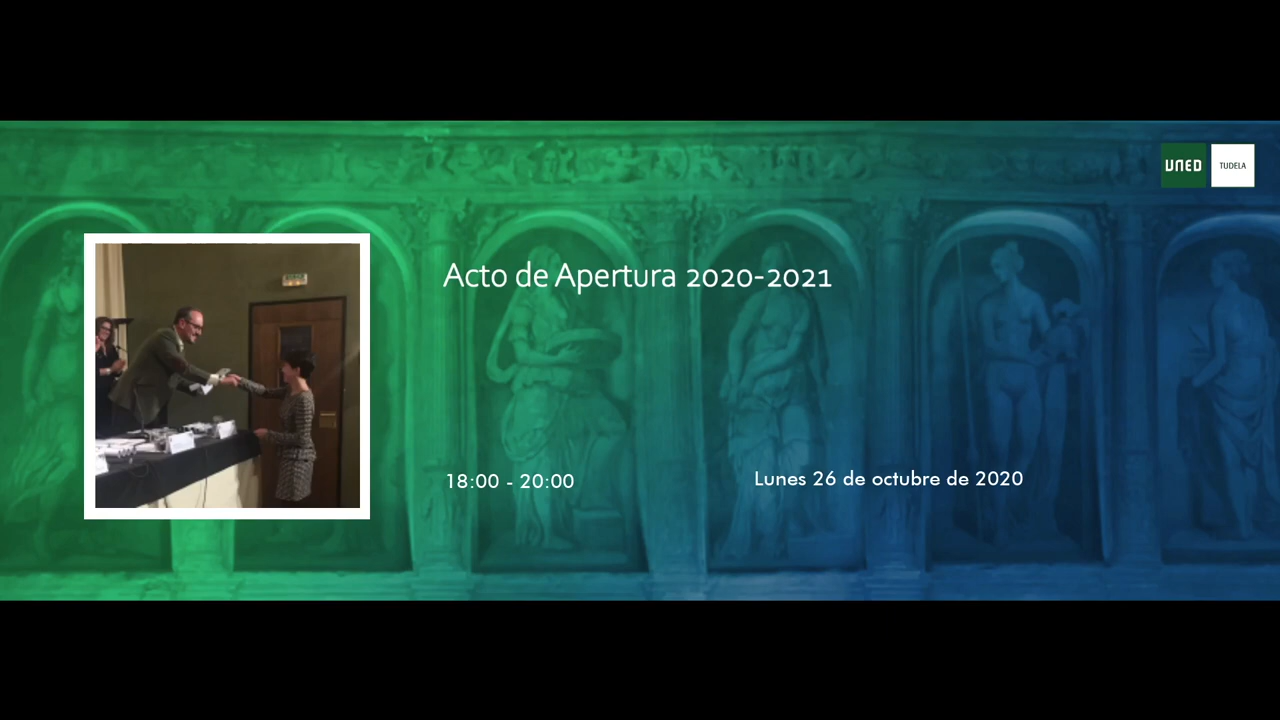 UNED
TUDELA
Acto de Apertura 2020-2021
18:00 - 20:00
Lunes 26 de octubre de 2020